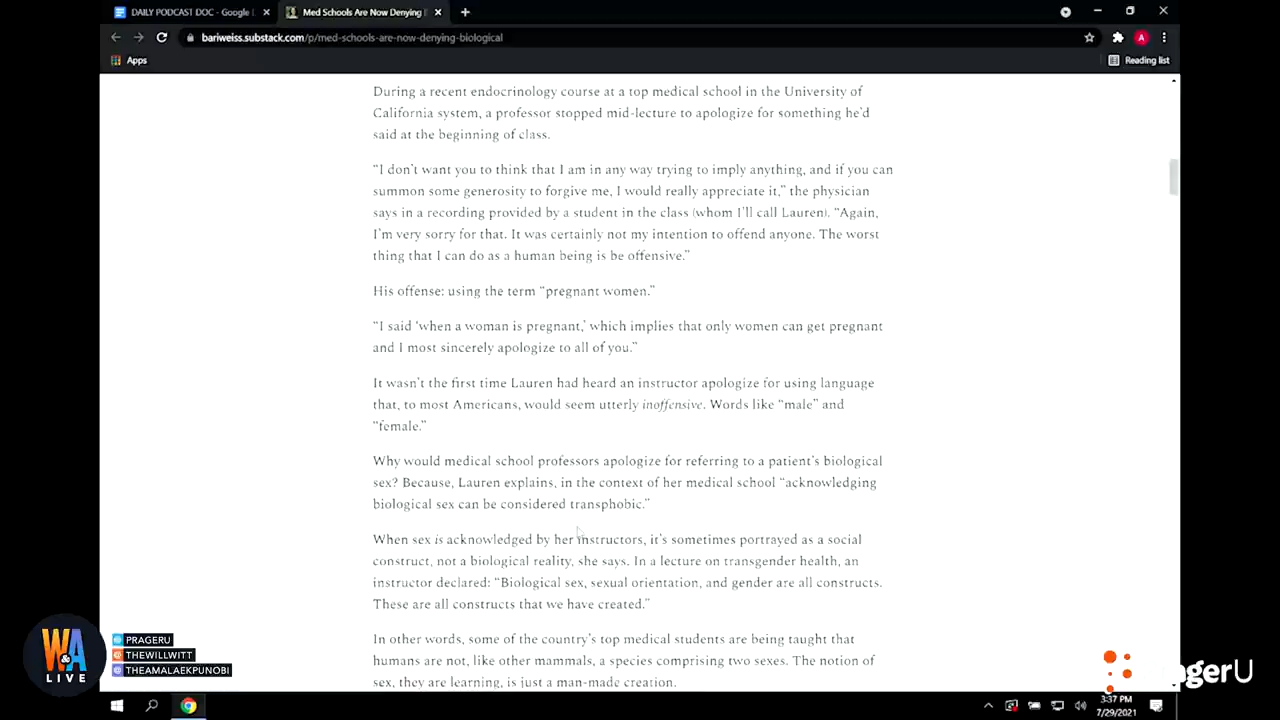 DAILY PODCAST DOC - Google
Med Schools Are Now Denying
bariweiss.substack.com/p/med-schools-are-now-denying-biological
A
Apps
Reading list
During a recent endocrinology course at a top medical school in the University of
California system, a professor stopped mid-lecture to apologize for something he’d
said at the beginning of class.
“I don’t want you to think that I am in any way trying to imply anything, and if you can
summon some generosity to forgive me, I would really appreciate it,” the physician
says in a recording provided by a student in the class (whom I’ll call Lauren). “Again,
I’m very sorry for that. It was certainly not my intention to offend anyone. The worst
thing that I can do as a human being is be offensive.”
His offense: using the term “pregnant women.”
“I said ‘when a woman is pregnant,’ which implies that only women can get pregnant
and I most sincerely apologize to all of you.”
It wasn’t the first time Lauren had heard an instructor apologize for using language
that, to most Americans, would seem utterly inoffensive. Words like “male” and
“female.”
Why would medical school professors apologize for referring to a patient’s biological
sex? Because, Lauren explains, in the context of her medical school “acknowledging
biological sex can be considered transphobic.”
When sex is acknowledged by her instructors, it’s sometimes portrayed as a social
construct, not a biological reality, she says. In a lecture on transgender health, an
instructor declared: “Biological sex, sexual orientation, and gender are all constructs.
These are all constructs that we have created.”
In other words, some of the country’s top medical students are being taught that
humans are not, like other mammals, a species comprising two sexes. The notion of
sex, they are learning, is just a man-made creation.
W&A
LIVE
PRAGERU
THEWILLWITT
THEAMALAEKPUNOBI
agerU
3:37 PM
7/29/2021